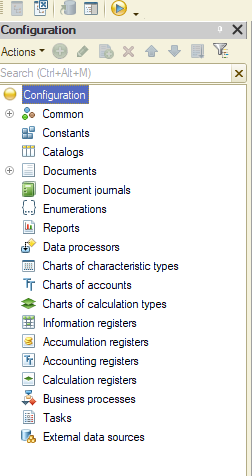 Configuration
Actions
Search (Ctrl+Alt+M)
Configuration
Common
Constants
Catalogs
Documents
Document journals
Enumerations
Reports
Data processors
Charts of characteristic types
Charts of accounts
Charts of calculation types
Information registers
Accumulation registers
Accounting registers
Calculation registers
Business processes
Tasks
External data sources